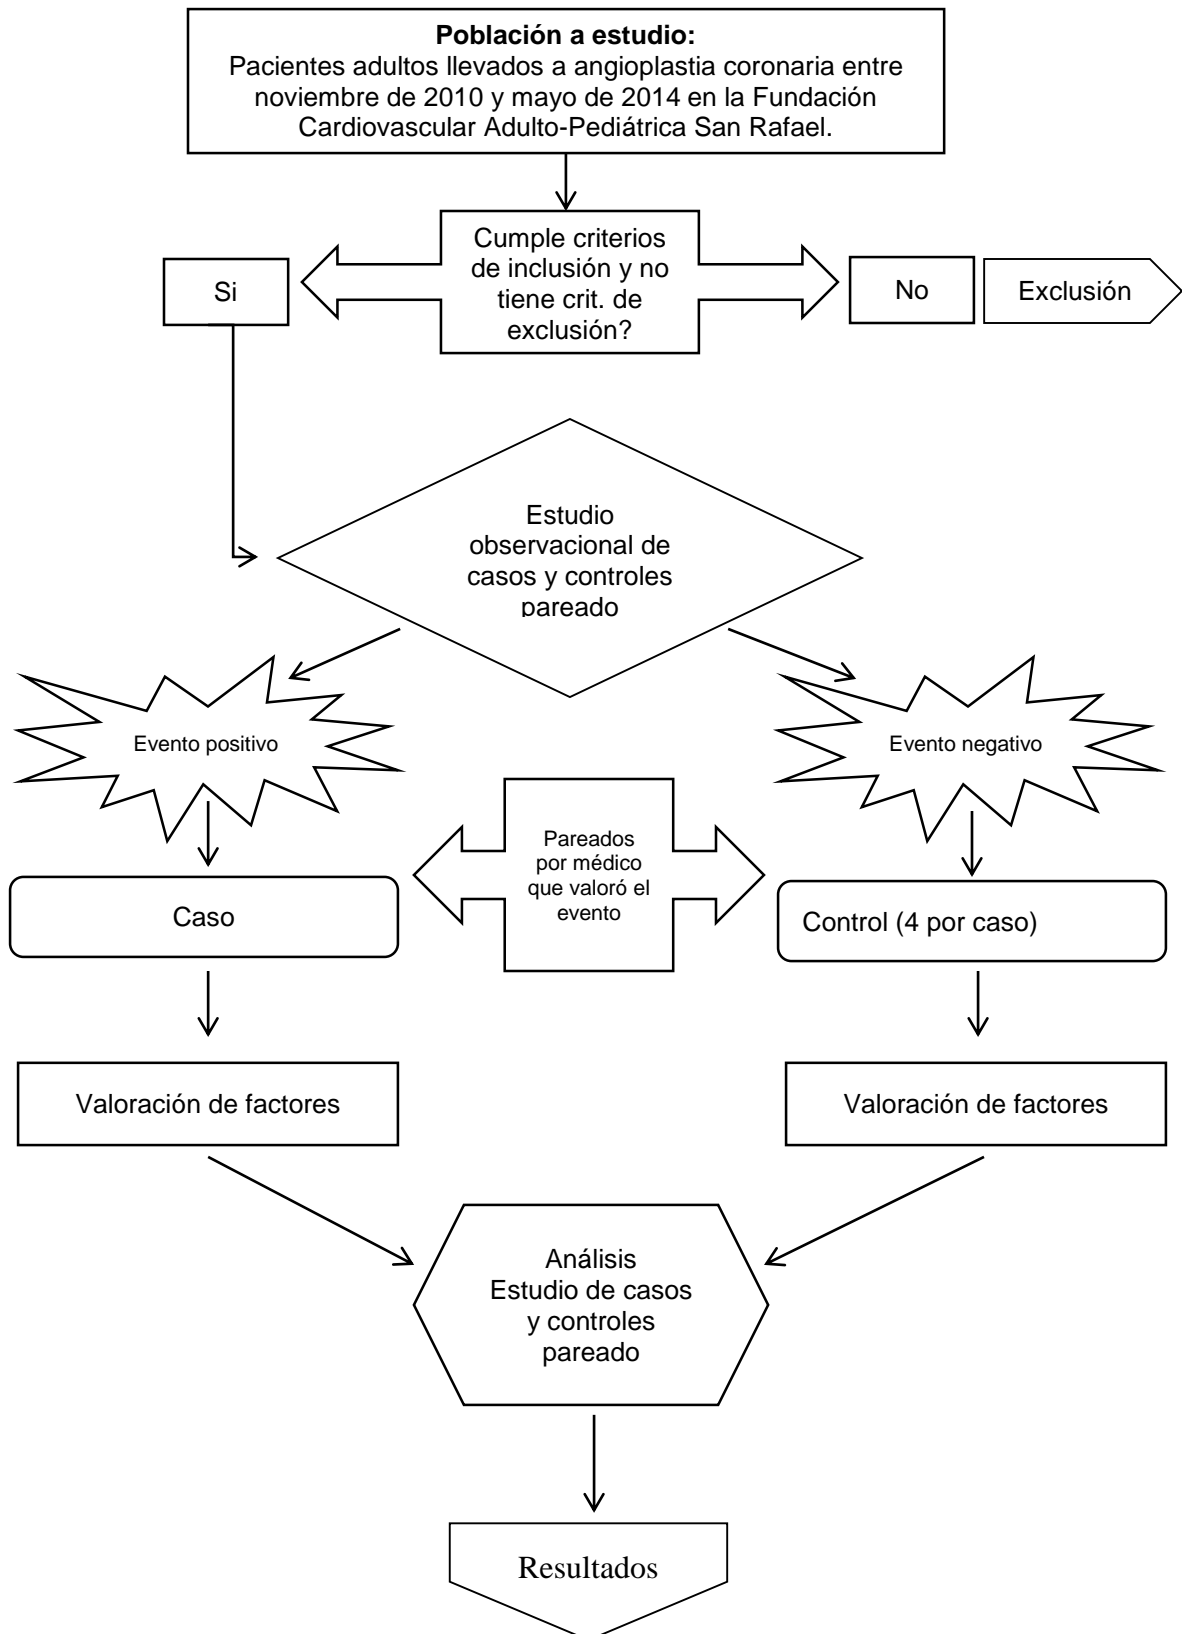 Población a estudio:
Pacientes adultos llevados a angioplastia coronaria entre
noviembre de 2010 y mayo de 2014 en la Fundación
Cardiovascular Adulto-Pediátrica San Rafael.
Cumple criterios
de inclusión y no
tiene crit. de
exclusión?
Si
No
Exclusión
Estudio
observacional de
casos y controles
pareado
Evento positivo
Evento negativo
Pareados
por médico
que valoró el
evento
Caso
Control (4 por caso)
Valoración de factores
Valoración de factores
Análisis
Estudio de casos
y controles
pareado
Resultados